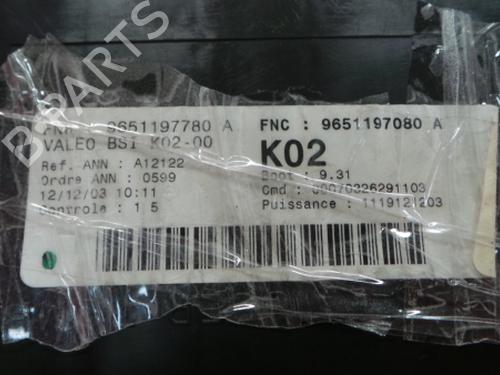 FNR : 9651197780 A
VALEO BSI K02-00
Ref. ANN : A12122
Ordre ANN : 0599
12/12/03 10:11
Controle : 1 5
FNC : 9651197080 A
K02
Boot : 9.31
Cmd : 00070326291103
Puissance : 1119121203
B-PARTS